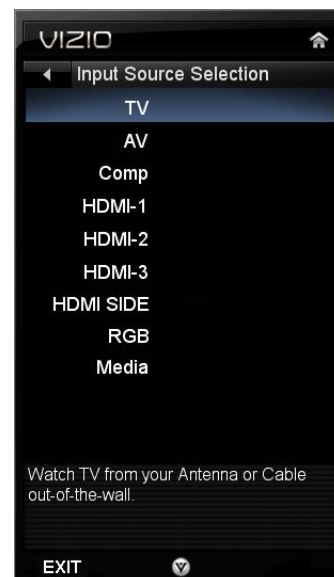 VIZIO
Input Source Selection
TV
AV
Comp
HDMI-1
HDMI-2
HDMI-3
HDMI SIDE
RGB
Media
Watch TV from your Antenna or Cable
out-of-the-wall.
EXIT